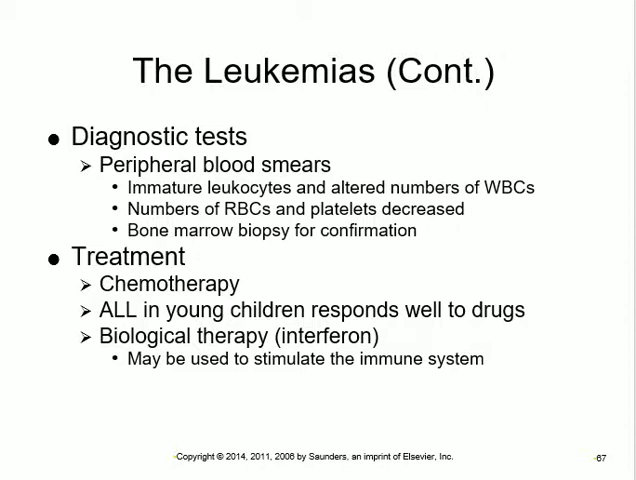 The Leukemias (Cont.)
● Diagnostic tests
➢ Peripheral blood smears
• Immature leukocytes and altered numbers of WBCs
• Numbers of RBCs and platelets decreased
• Bone marrow biopsy for confirmation
● Treatment
➢ Chemotherapy
➢ ALL in young children responds well to drugs
➢ Biological therapy (interferon)
• May be used to stimulate the immune system
Copyright © 2014, 2011, 2006 by Saunders, an imprint of Elsevier, Inc.
67